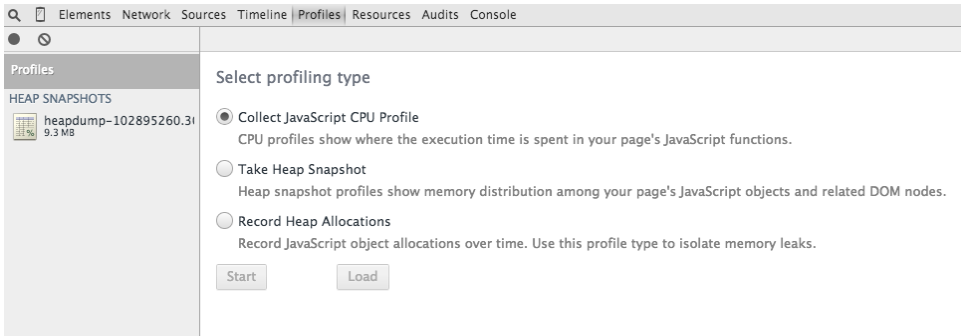 Elements Network Sources Timeline Profiles Resources Audits Console
Profiles
HEAP SNAPSHOTS
heapdump-102895260.3
9.3 MB
Select profiling type
Collect JavaScript CPU Profile
CPU profiles show where the execution time is spent in your page's JavaScript functions.
Take Heap Snapshot
Heap snapshot profiles show memory distribution among your page's JavaScript objects and related DOM nodes.
Record Heap Allocations
Record JavaScript object allocations over time. Use this profile type to isolate memory leaks.
Start Load